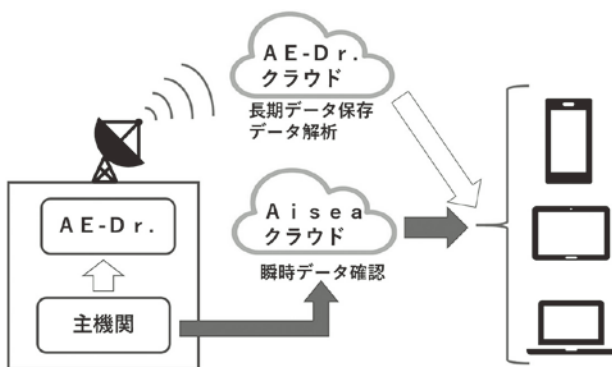 AE-Dr.
クラウド
長期データ保存
データ解析
AE-Dr.
Aisea
クラウド
瞬時データ確認
主機関